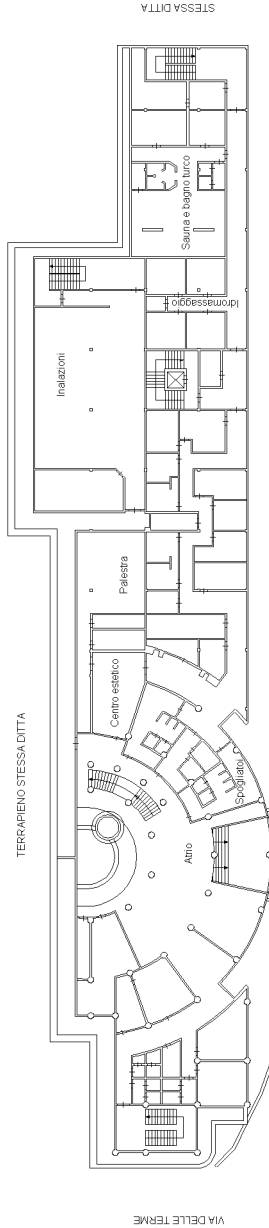 STESSA DITTA
Sauna e bagno turco
Idromassaggio
Inalazioni
Palestra
Centro estetico
TERRAPIENO STESSA DITTA
Spogliatoi
Atrio
VIA DELLE TERME